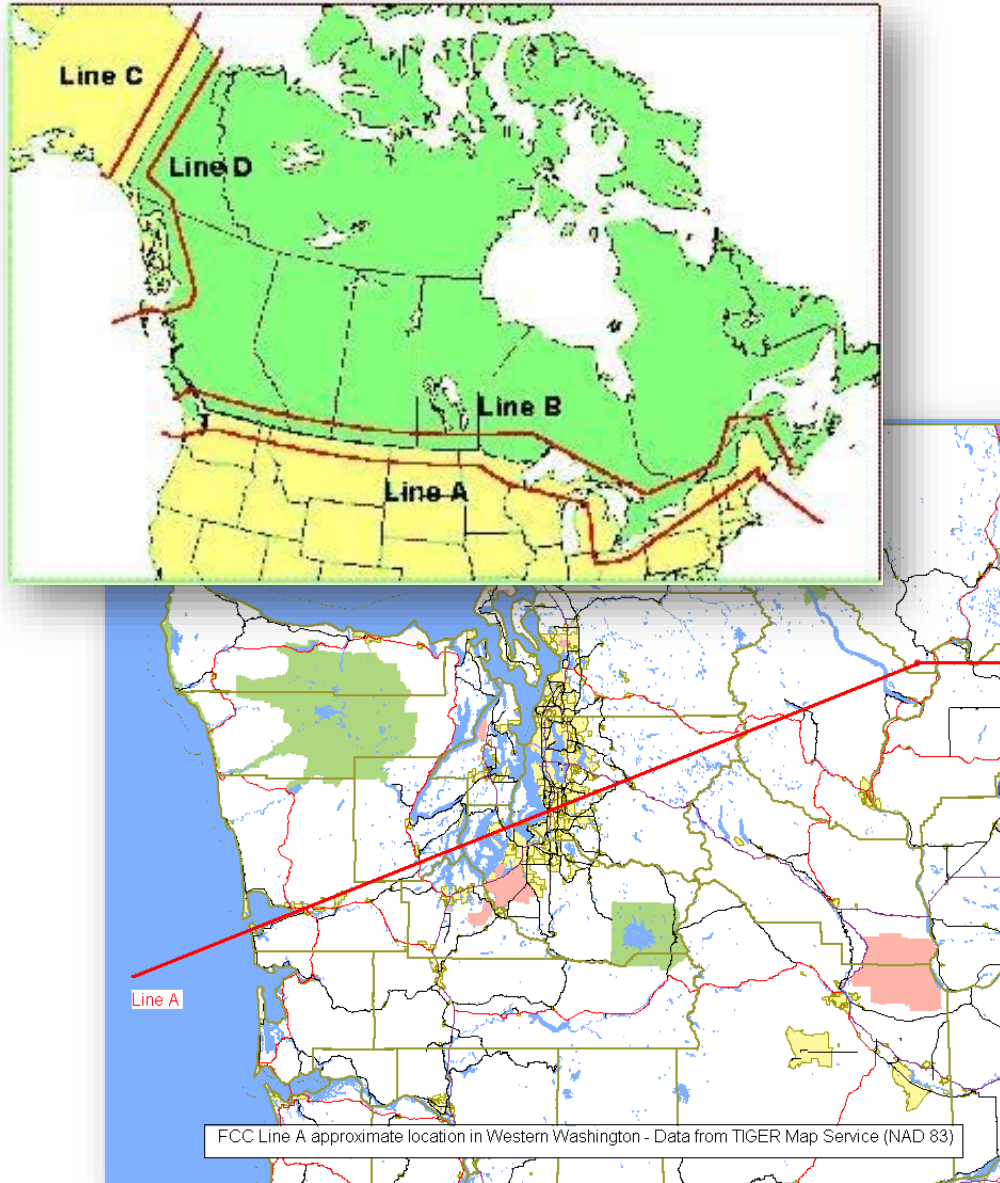 Line C
Line D
Line B
Line A
Line A
FCC Line A approximate location in Western Washington - Data from TIGER Map Service (NAD 83)